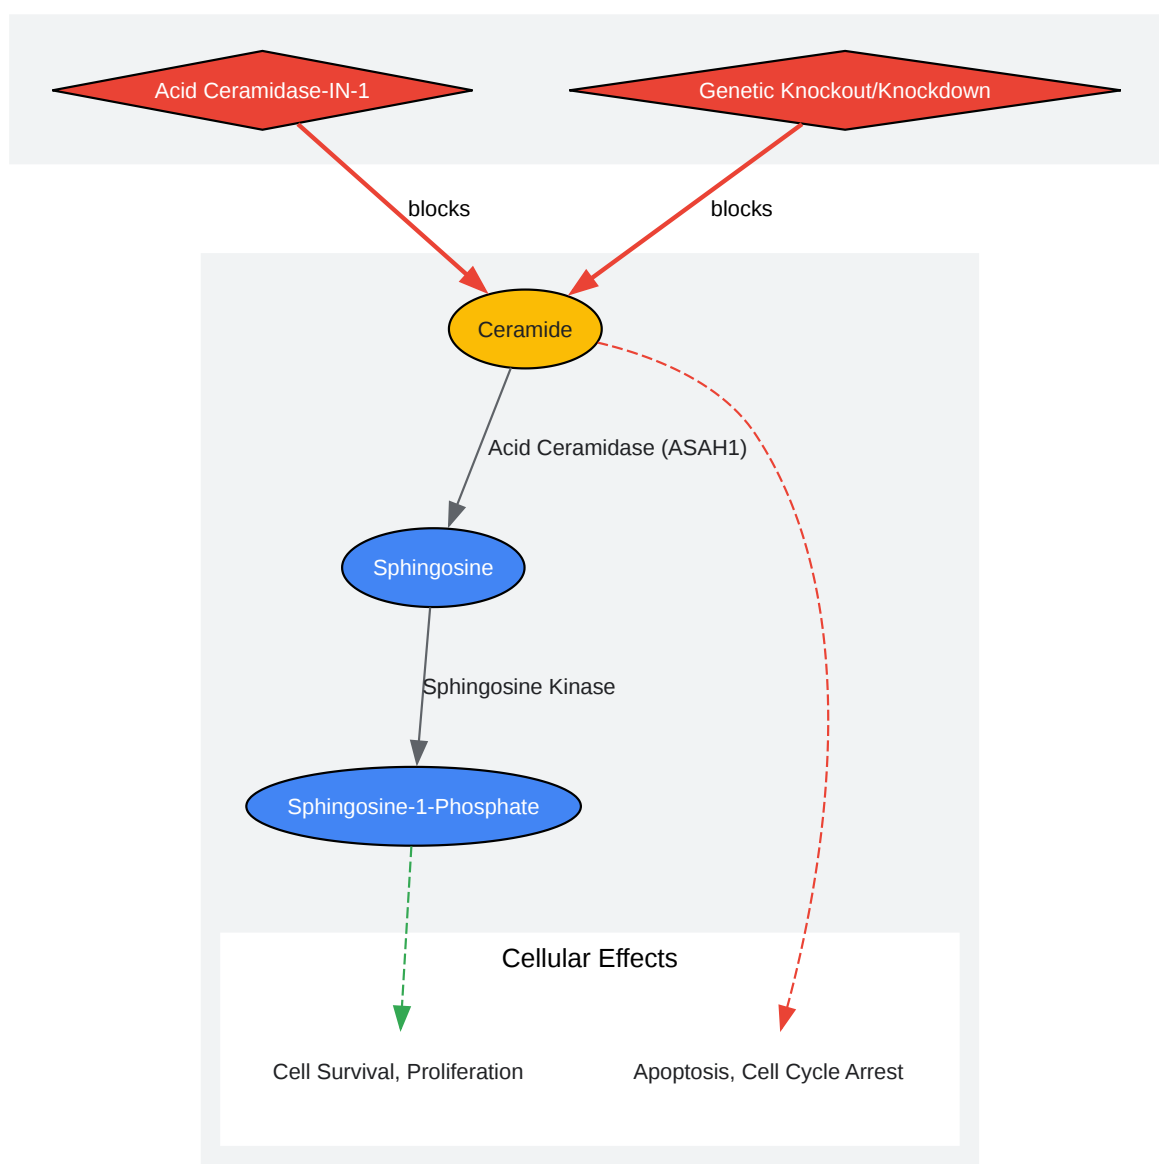 Acid Ceramidase-IN-1
Genetic Knockout/Knockdown
blocks
blocks
Ceramide
Acid Ceramidase (ASAH1)
Sphingosine
Sphingosine Kinase
Sphingosine-1-Phosphate
Cellular Effects
Cell Survival, Proliferation
Apoptosis, Cell Cycle Arrest